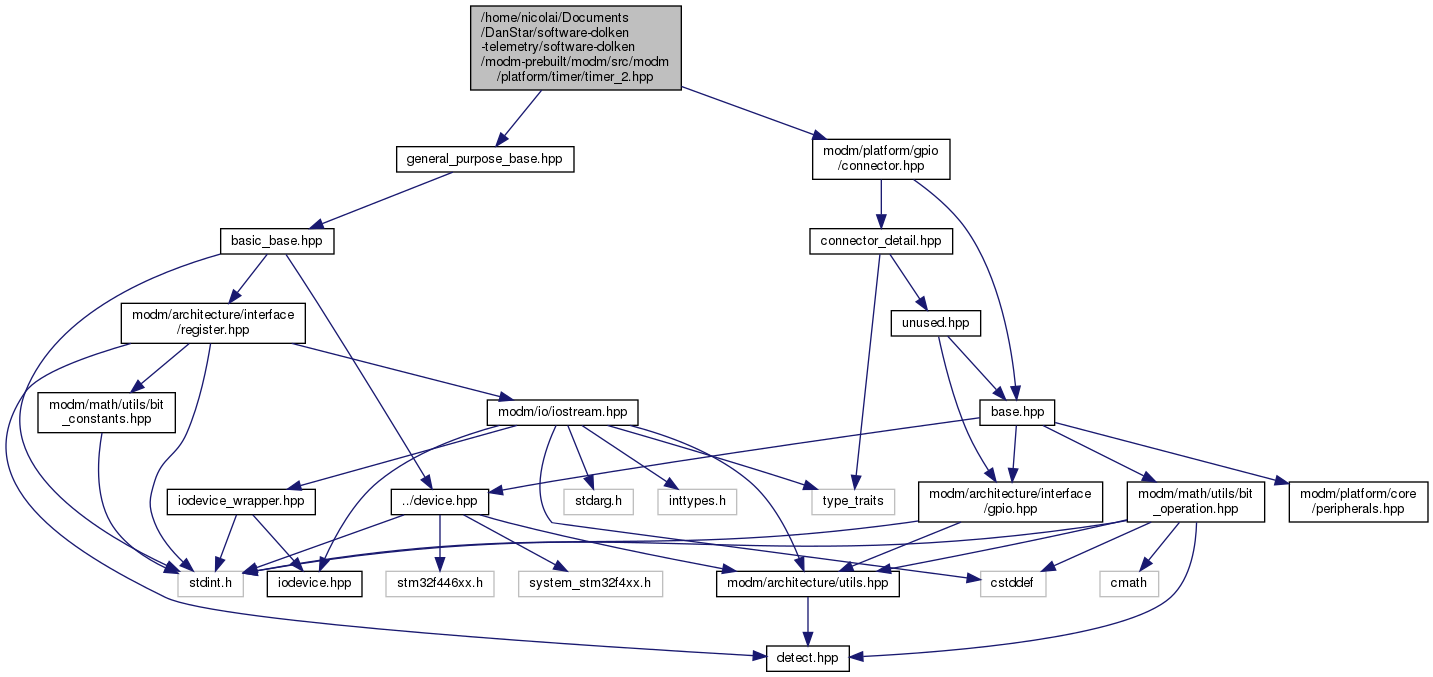 /home/nicolai/Documents
/DanStar/software-dolken
-telemetry/software-dolken
/modm-prebuilt/modm/src/modm
/platform/timer/timer_2.hpp
general_purpose_base.hpp
modm/platform/gpio
/connector.hpp
basic_base.hpp
connector_detail.hpp
modm/architecture/interface
/register.hpp
unused.hpp
modm/math/utils/bit
_constants.hpp
modm/io/iostream.hpp
base.hpp
iodevice_wrapper.hpp
../device.hpp
stdarg.h
inttypes.h
type_traits
modm/architecture/interface
/gpio.hpp
modm/math/utils/bit
_operation.hpp
modm/platform/core
/peripherals.hpp
stdint.h
iodevice.hpp
stm32f446xx.h
system_stm32f4xx.h
modm/architecture/utils.hpp
cstddef
cmath
detect.hpp